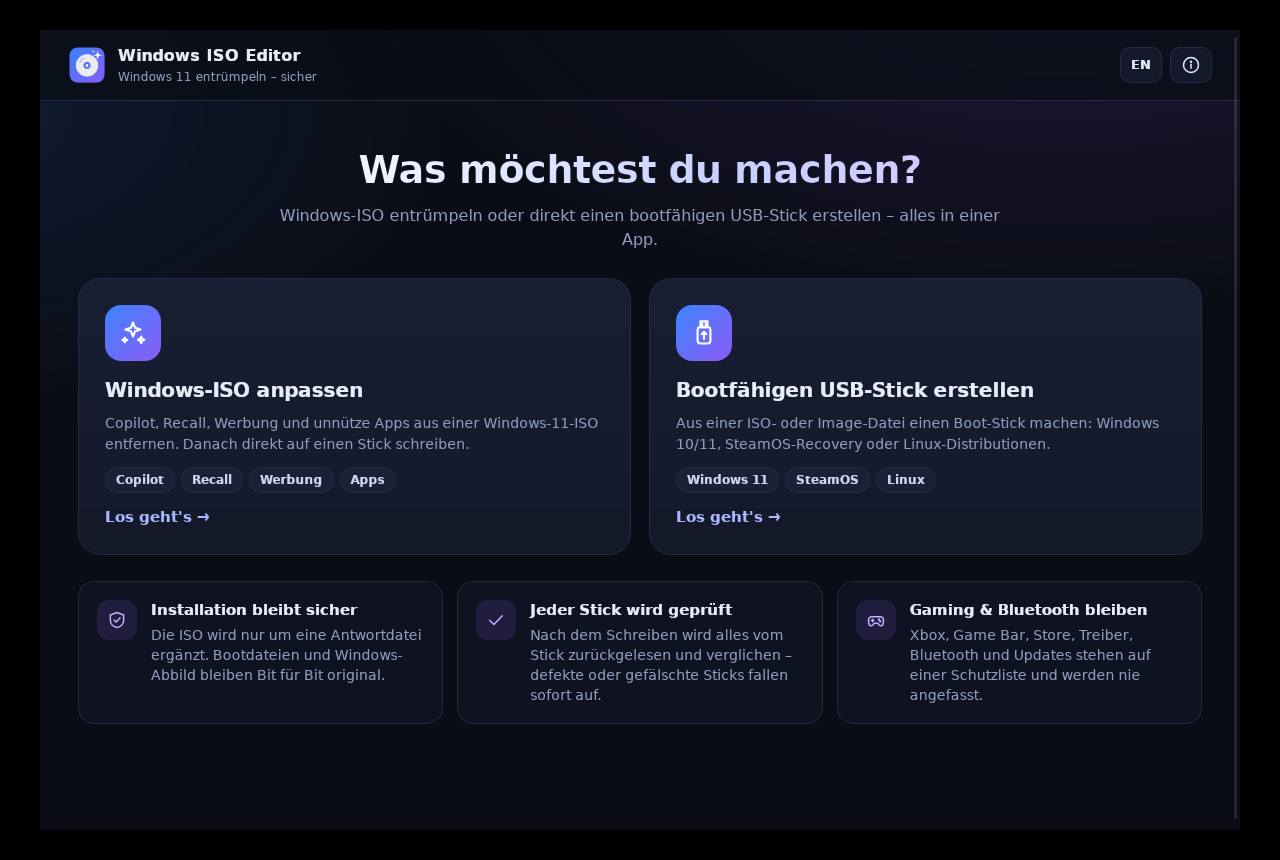 Windows ISO Editor
Windows 11 entrümpeln – sicher
EN
Was möchtest du machen?
Windows-ISO entrümpeln oder direkt einen bootfähigen USB-Stick erstellen – alles in einer
App.
Windows-ISO anpassen
Copilot, Recall, Werbung und unnütze Apps aus einer Windows-11-ISO
entfernen. Danach direkt auf einen Stick schreiben.
Copilot Recall Werbung Apps
Los geht's →
Bootfähigen USB-Stick erstellen
Aus einer ISO- oder Image-Datei einen Boot-Stick machen: Windows
10/11, SteamOS-Recovery oder Linux-Distributionen.
Windows 11 SteamOS Linux
Los geht's →
Installation bleibt sicher
Die ISO wird nur um eine Antwortdatei
ergänzt. Bootdateien und Windows-
Abbild bleiben Bit für Bit original.
Jeder Stick wird geprüft
Nach dem Schreiben wird alles vom
Stick zurückgelesen und verglichen –
defekte oder gefälschte Sticks fallen
sofort auf.
Gaming & Bluetooth bleiben
Xbox, Game Bar, Store, Treiber,
Bluetooth und Updates stehen auf
einer Schutzliste und werden nie
angefasst.